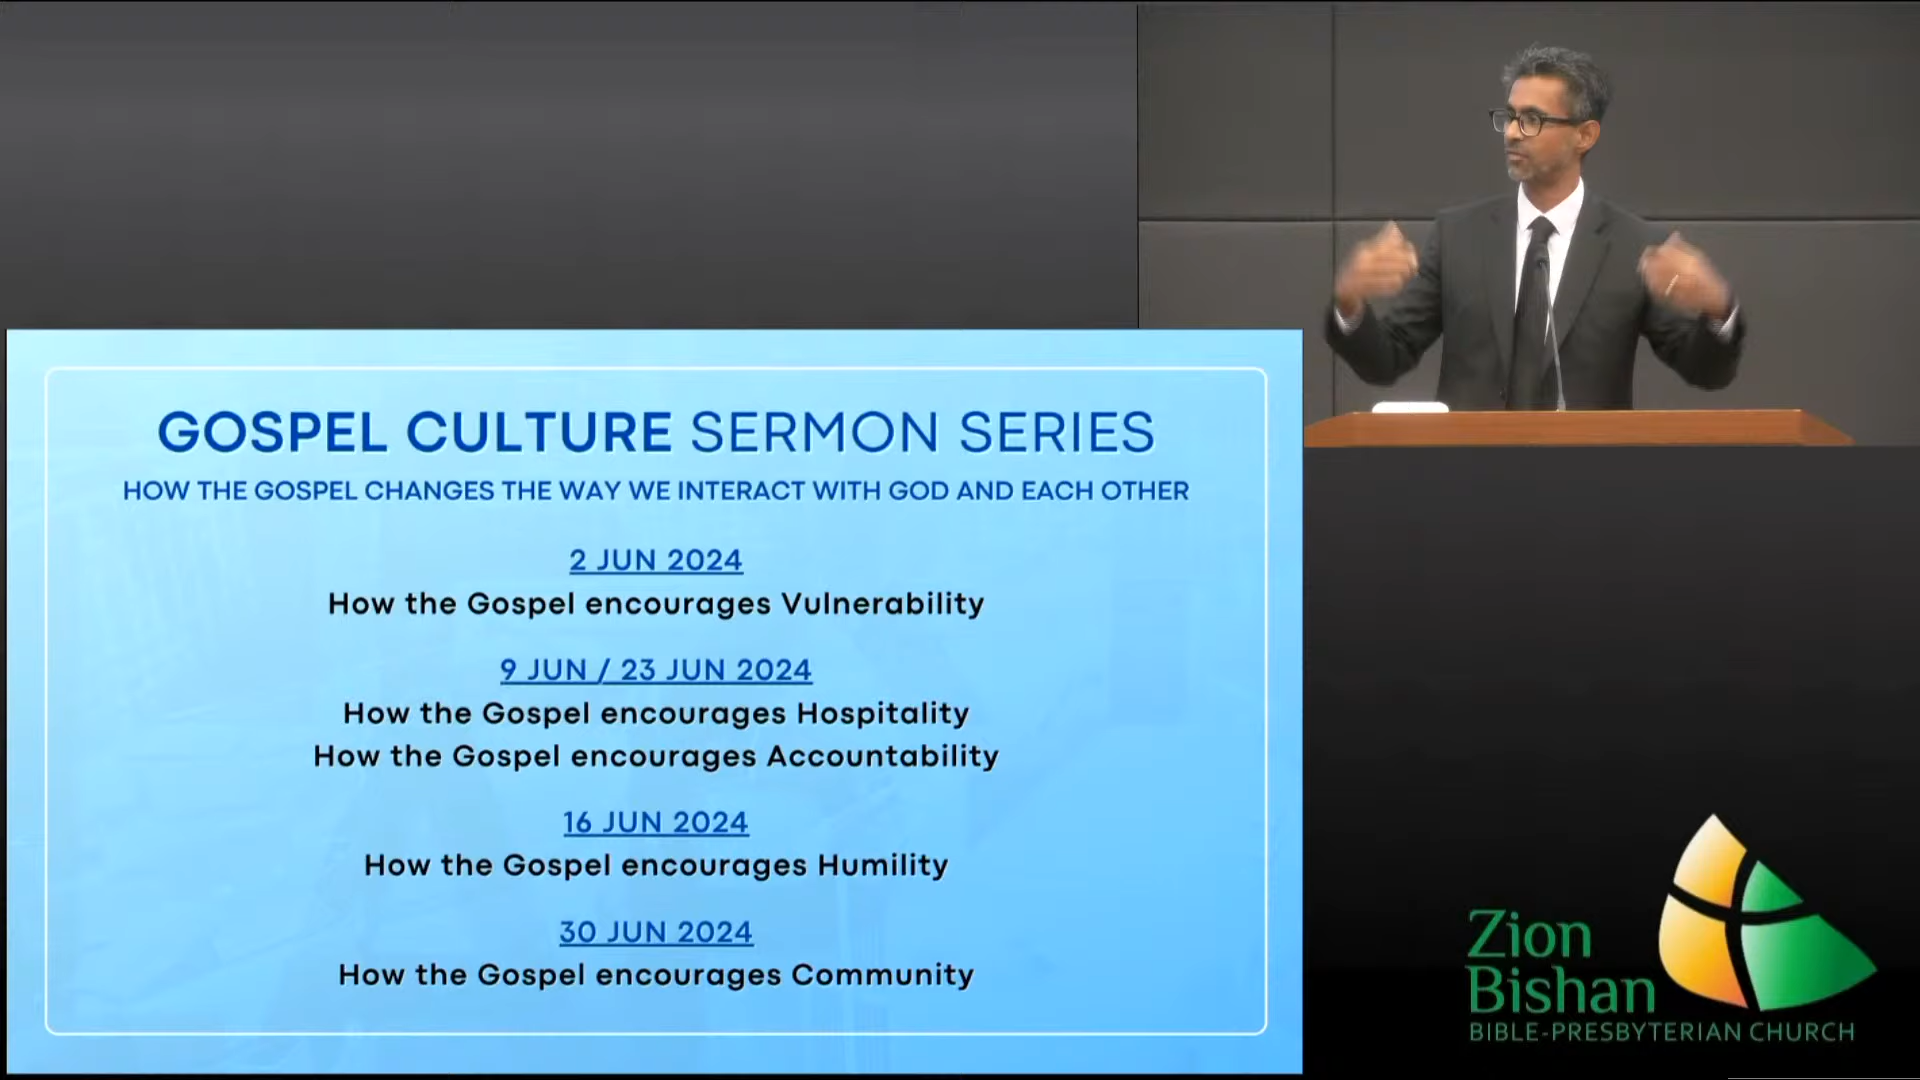 GOSPEL CULTURE SERMON SERIES
HOW THE GOSPEL CHANGES THE WAY WE INTERACT WITH GOD AND EACH OTHER
2 JUN 2024
How the Gospel encourages Vulnerability
9 JUN / 23 JUN 2024
How the Gospel encourages Hospitality
How the Gospel encourages Accountability
16 JUN 2024
How the Gospel encourages Humility
30 JUN 2024
How the Gospel encourages Community
Zion
Bishan
BIBLE-PRESBYTERIAN CHURCH